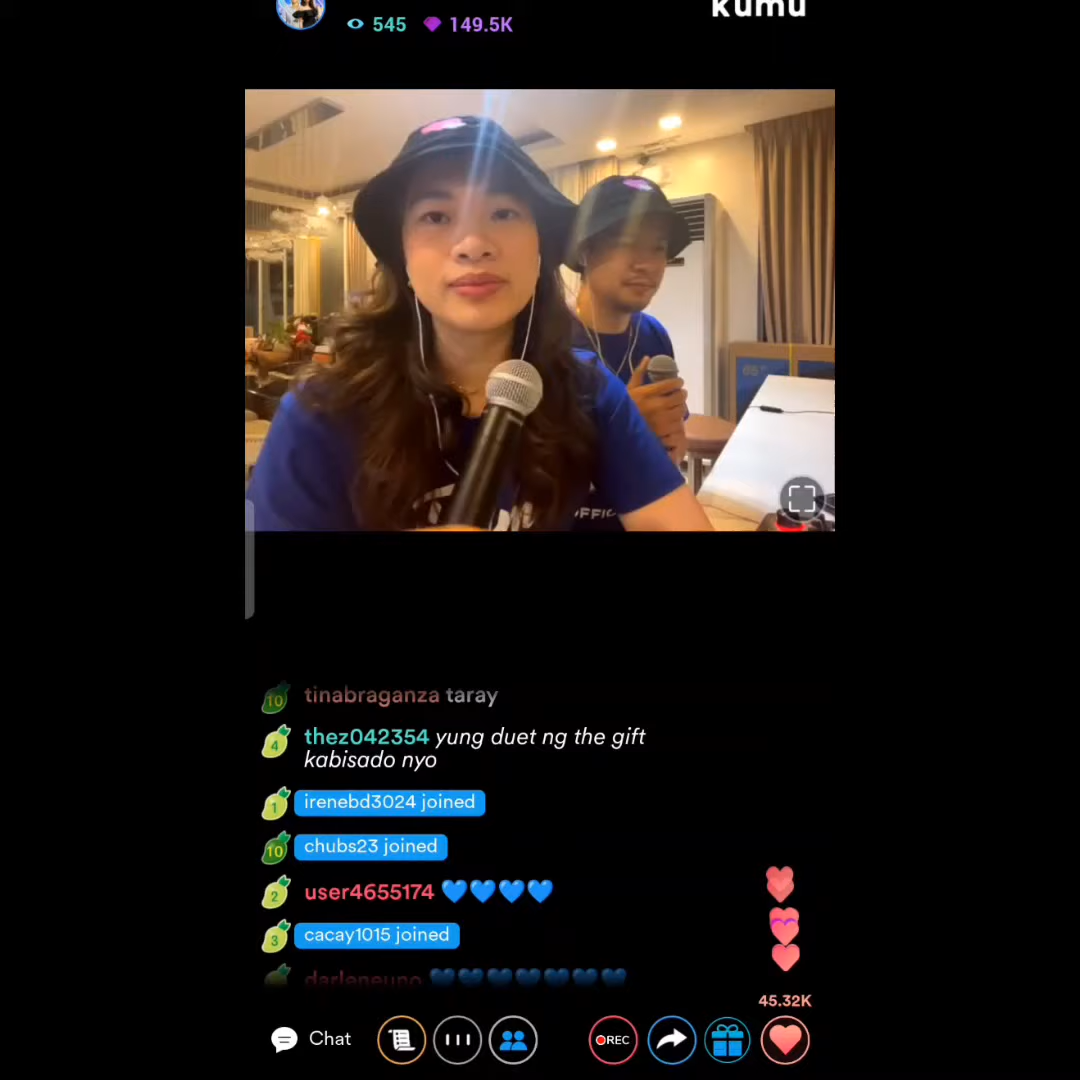 545 149.5K
kumu
tinabraganza taray
thez042354 yung duet ng the gift
kabisado nyo
irenebd3024 joined
chubs23 joined
user4655174 💙💙💙💙
cacay1015 joined
darleneuno 💙💙💙💙💙💙💙
45.32K
Chat
REC